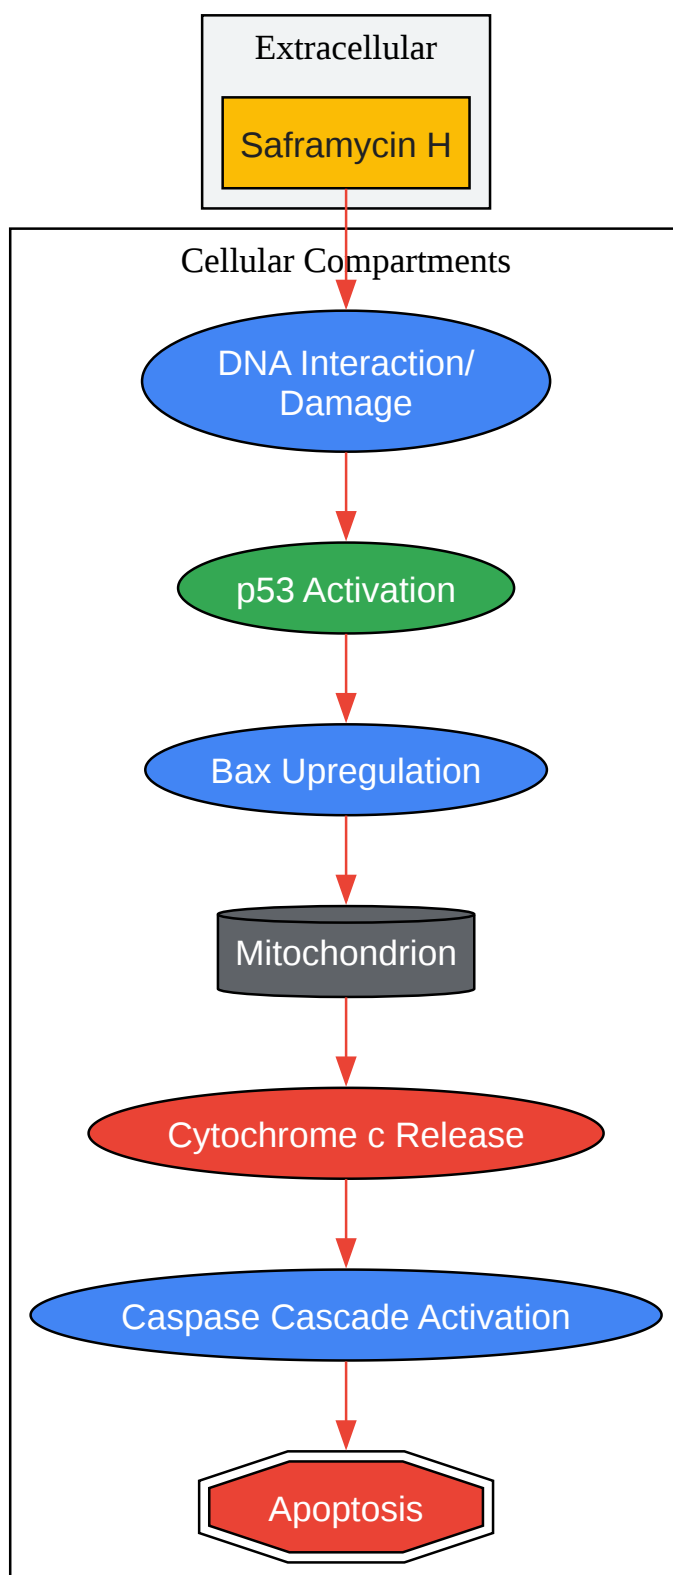 Extracellular
Saframycin H
Cellular Compartments
DNA Interaction/
Damage
p53 Activation
Bax Upregulation
Mitochondrion
Cytochrome c Release
Caspase Cascade Activation
Apoptosis